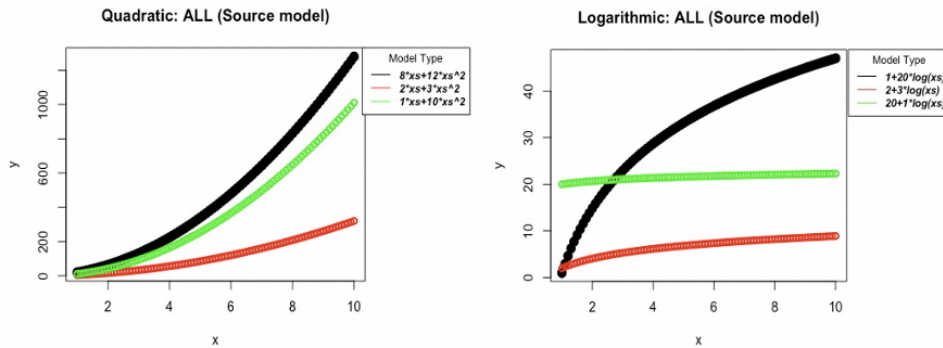 Quadratic: ALL (Source model)
Model Type
8*xs+12*xs^2
2*xs+3*xs^2
1*xs+10*xs^2
y
1000
600
200
0
2 4 6 8 10
x
Logarithmic: ALL (Source model)
Model Type
1+20*log(xs)
2+3*log(xs)
20+1*log(xs)
y
40
30
20
10
0
2 4 6 8 10
x